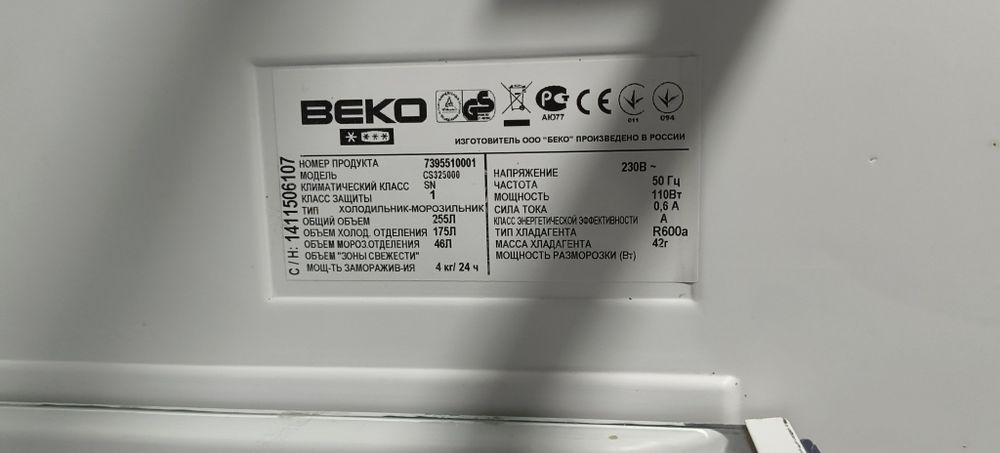 BEKO
PG
CE
АЮ77
011
094
ИЗГОТОВИТЕЛЬ ООО "БЕКО" ПРОИЗВЕДЕНО В РОССИИ
С / Н: 1411506107
НОМЕР ПРОДУКТА 7395510001
МОДЕЛЬ CS325000
КЛИМАТИЧЕСКИЙ КЛАСС SN
КЛАСС ЗАЩИТЫ 1
ТИП ХОЛОДИЛЬНИК-МОРОЗИЛЬНИК
ОБЩИЙ ОБЪЕМ 255Л
ОБЪЕМ ХОЛОД. ОТДЕЛЕНИЯ 175Л
ОБЪЕМ МОРОЗ.ОТДЕЛЕНИЯ 46Л
ОБЪЕМ "ЗОНЫ СВЕЖЕСТИ"
МОЩ-ТЬ ЗАМОРАЖИВ-ИЯ 4 кг/ 24 ч
НАПРЯЖЕНИЕ 230В ~
ЧАСТОТА 50 Гц
МОЩНОСТЬ 110Вт
СИЛА ТОКА 0,6 А
КЛАСС ЭНЕРГЕТИЧЕСКОЙ ЭФФЕКТИВНОСТИ А
ТИП ХЛАДАГЕНТА R600a
МАССА ХЛАДАГЕНТА 42г
МОЩНОСТЬ РАЗМОРОЗКИ (Вт)